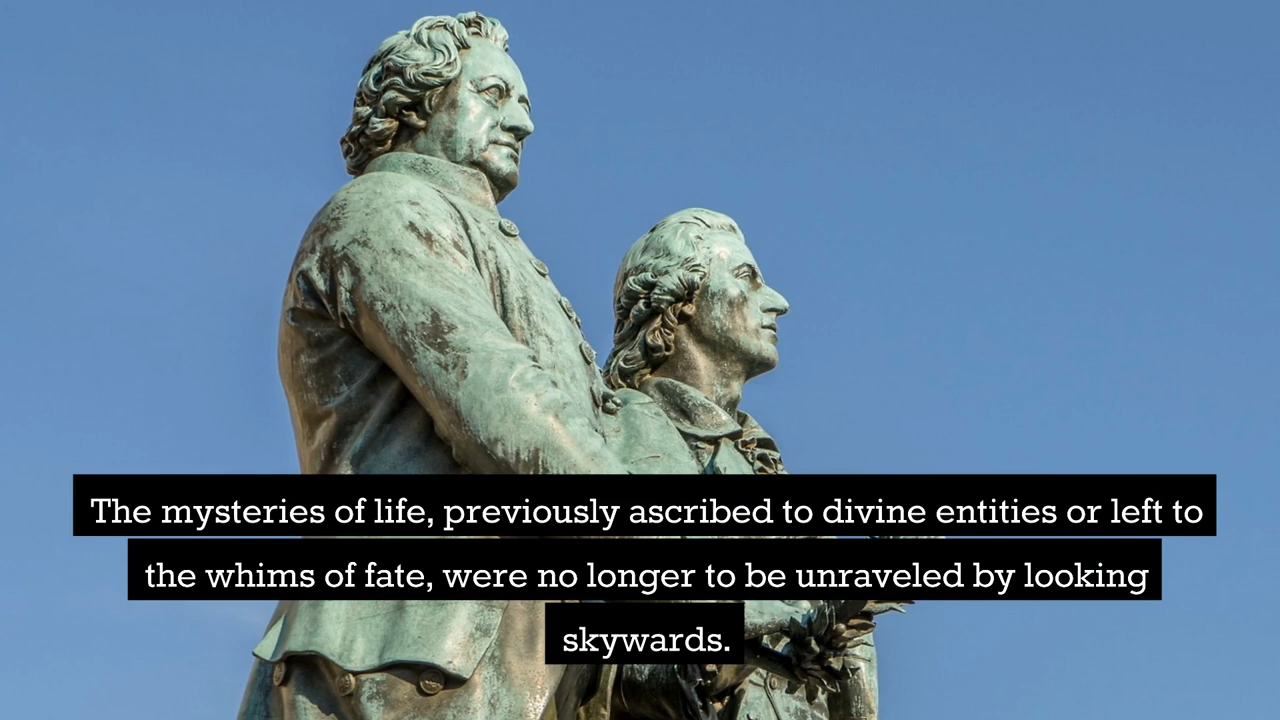 The mysteries of life, previously ascribed to divine entities or left to
the whims of fate, were no longer to be unraveled by looking
skywards.